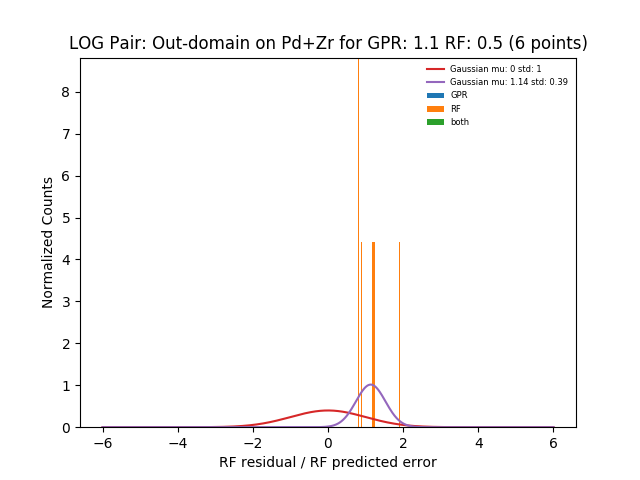 LOG Pair: Out-domain on Pd+Zr for GPR: 1.1 RF: 0.5 (6 points)
Gaussian mu: 0 std: 1
Gaussian mu: 1.14 std: 0.39
GPR
RF
both
Normalized Counts
8
7
6
5
4
3
2
1
0
−6 −4 −2 0 2 4 6
RF residual / RF predicted error